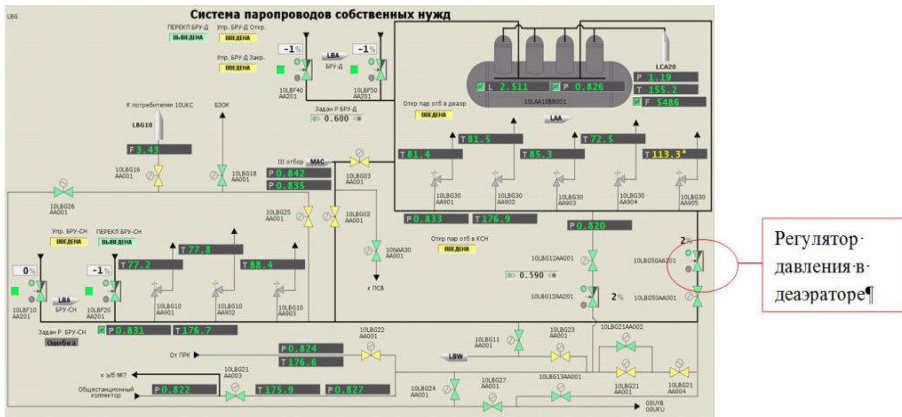 LBG
Система паропроводов собственных нужд
ПЕРЕКЛ БРУ-Д
ВЫВЕДЕНА
Упр. БРУ-Д Откр.
ВВЕДЕНА
Упр. БРУ-Д Закр.
ВВЕДЕНА
-1%
LBA
БРУ-Д
-1%
10LBF40
AA201
10LBF50
AA201
Задан Р БРУ-Д
0.600
L 2.511
P 0.826
10LAA10BB001
LAA
LCA20
P 1.19
T 155.2
F 5486
Откр пар отб в деаэр
ВВЕДЕНА
К потребителям 10UKC
БЗОК
LBG10
F 3.43
10LBG16
AA001
10LBG18
AA001
10LBG26
AA001
III отбор
MAC
P 0.842
P 0.835
10LBG03
AA001
10LBG25
AA001
10LBG02
AA001
10NAA30
AA001
к ПСВ
T 81.4
T 81.5
T 85.3
T 72.5
T 113.3
10LBG30
AA901
10LBG30
AA902
10LBG30
AA903
10LBG30
AA904
10LBG30
AA905
P 0.833
T 176.9
P 0.820
Откр пар отб в КСН
ВВЕДЕНА
10LBG12AA001
0.590
10LBG12AA201
2%
2%
10LBG50AA201
10LBG50AA001
Регулятор
давления в
деаэраторе¶
Упр. БРУ-СН
ВВЕДЕНА
ПЕРЕКЛ БРУ-СН
ВЫВЕДЕНА
0%
-1%
T 77.2
T 77.8
T 88.4
10LBF10
AA201
LBA
БРУ-СН
10LBF20
AA201
10LBG10
AA901
10LBG10
AA902
10LBG10
AA903
Задан Р БРУ-СН
Ошибка
P 0.831
T 176.7
От ПРК
P 0.824
T 176.6
10LBG22
AA001
10LBG11
AA001
LBW
10LBG23
AA001
10LBG21AA002
к э/б №7
10LBG21
AA003
Общестанционный
коллектор
P 0.822
T 175.9
P 0.827
10LBG24
AA001
10LBG27
AA001
10LBG13AA001
10LBG21
AA001
10LBG21
AA004
00UYB
00UKU